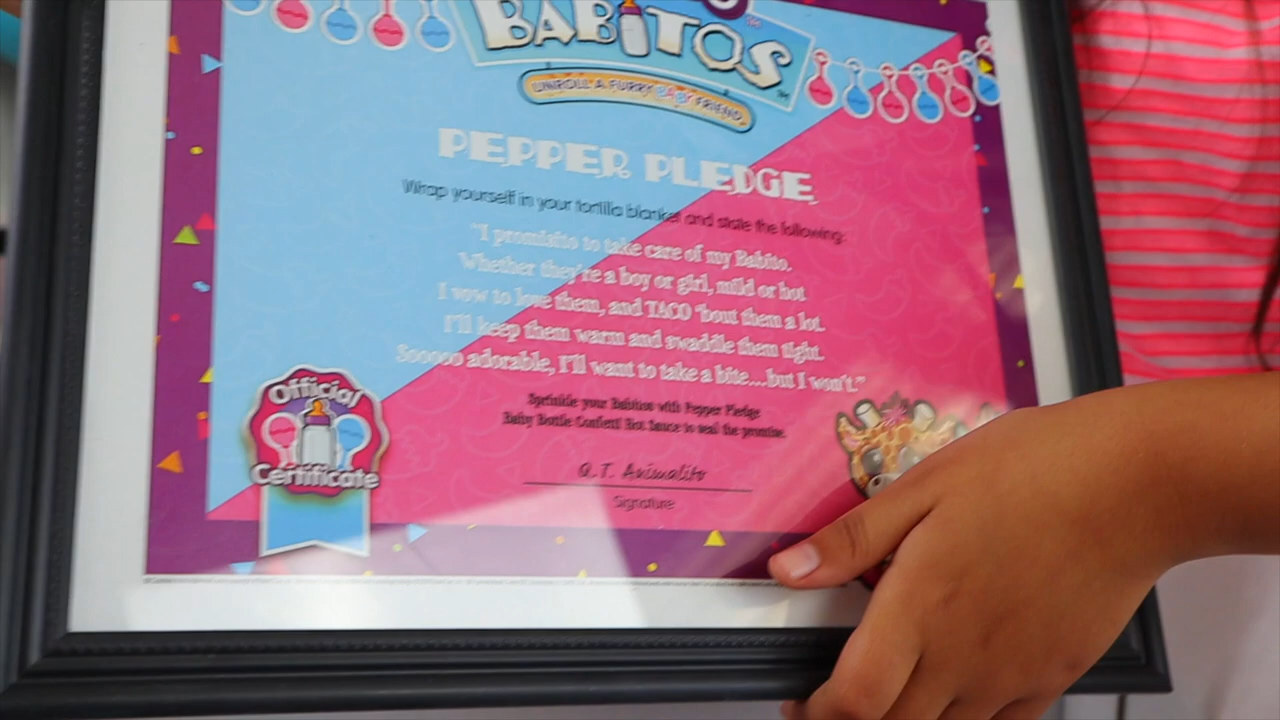 BABITOS
UNROLL A FURRY BABY FRIEND
PEPPER PLEDGE
Wrap yourself in your tortilla blanket and state the following:
"I promisito to take care of my Babito.
Whether they're a boy or girl, mild or hot
I vow to love them, and TACO 'bout them a lot.
I'll keep them warm and swaddle them tight.
Sooooo adorable, I'll want to take a bite...but I won't."
Sprinkle your Babitos with Pepper Pledge
Baby Bottle Confetti Hot Sauce to seal the promise.
Q.T. Animalito
Signature
Official
Certificate